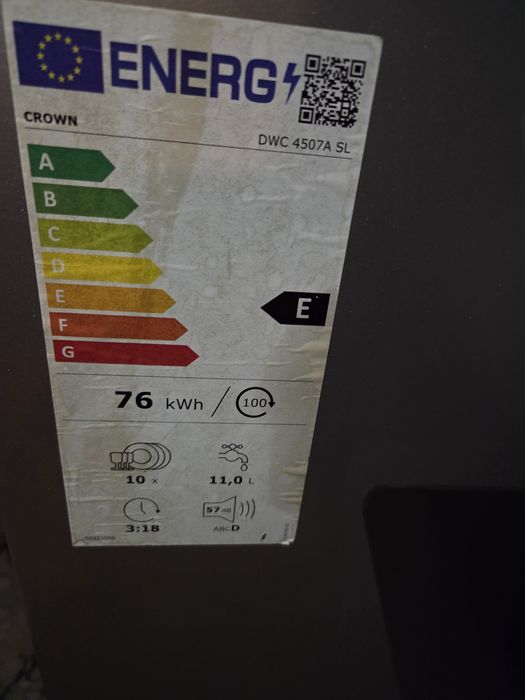 ENERG
CROWN
DWC 4507A SL
A
B
C
D
E
E
F
G
76 kWh / 100
10 x
11,0 L
3:18
57 dB
ABCD